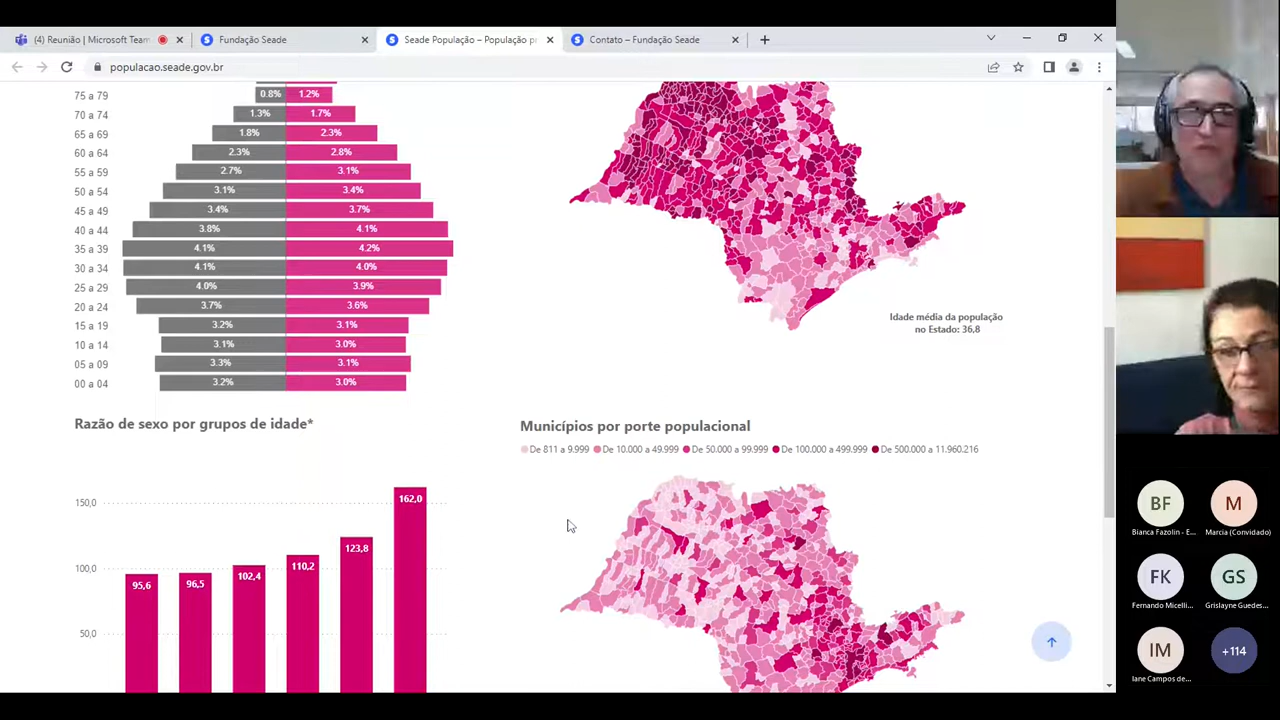 (4) Reunião | Microsoft Team
Fundação Seade
Seade População – População pr
Contato – Fundação Seade
populacao.seade.gov.br
75 a 79 0.8% 1.2%
70 a 74 1.3% 1.7%
65 a 69 1.8% 2.3%
60 a 64 2.3% 2.8%
55 a 59 2.7% 3.1%
50 a 54 3.1% 3.4%
45 a 49 3.4% 3.7%
40 a 44 3.8% 4.1%
35 a 39 4.1% 4.2%
30 a 34 4.1% 4.0%
25 a 29 4.0% 3.9%
20 a 24 3.7% 3.6%
15 a 19 3.2% 3.1%
10 a 14 3.1% 3.0%
05 a 09 3.3% 3.1%
00 a 04 3.2% 3.0%
Idade média da população
no Estado: 36,8
Razão de sexo por grupos de idade*
150,0
100,0
50,0
95,6
96,5
102,4
110,2
123,8
162,0
Municípios por porte populacional
De 811 a 9.999 De 10.000 a 49.999 De 50.000 a 99.999 De 100.000 a 499.999 De 500.000 a 11.960.216
BF
Bianca Fazolin - E...
M
Marcia (Convidado)
FK
Fernando Micelli...
GS
Grislayne Guedes...
IM
Iane Campos de...
+114